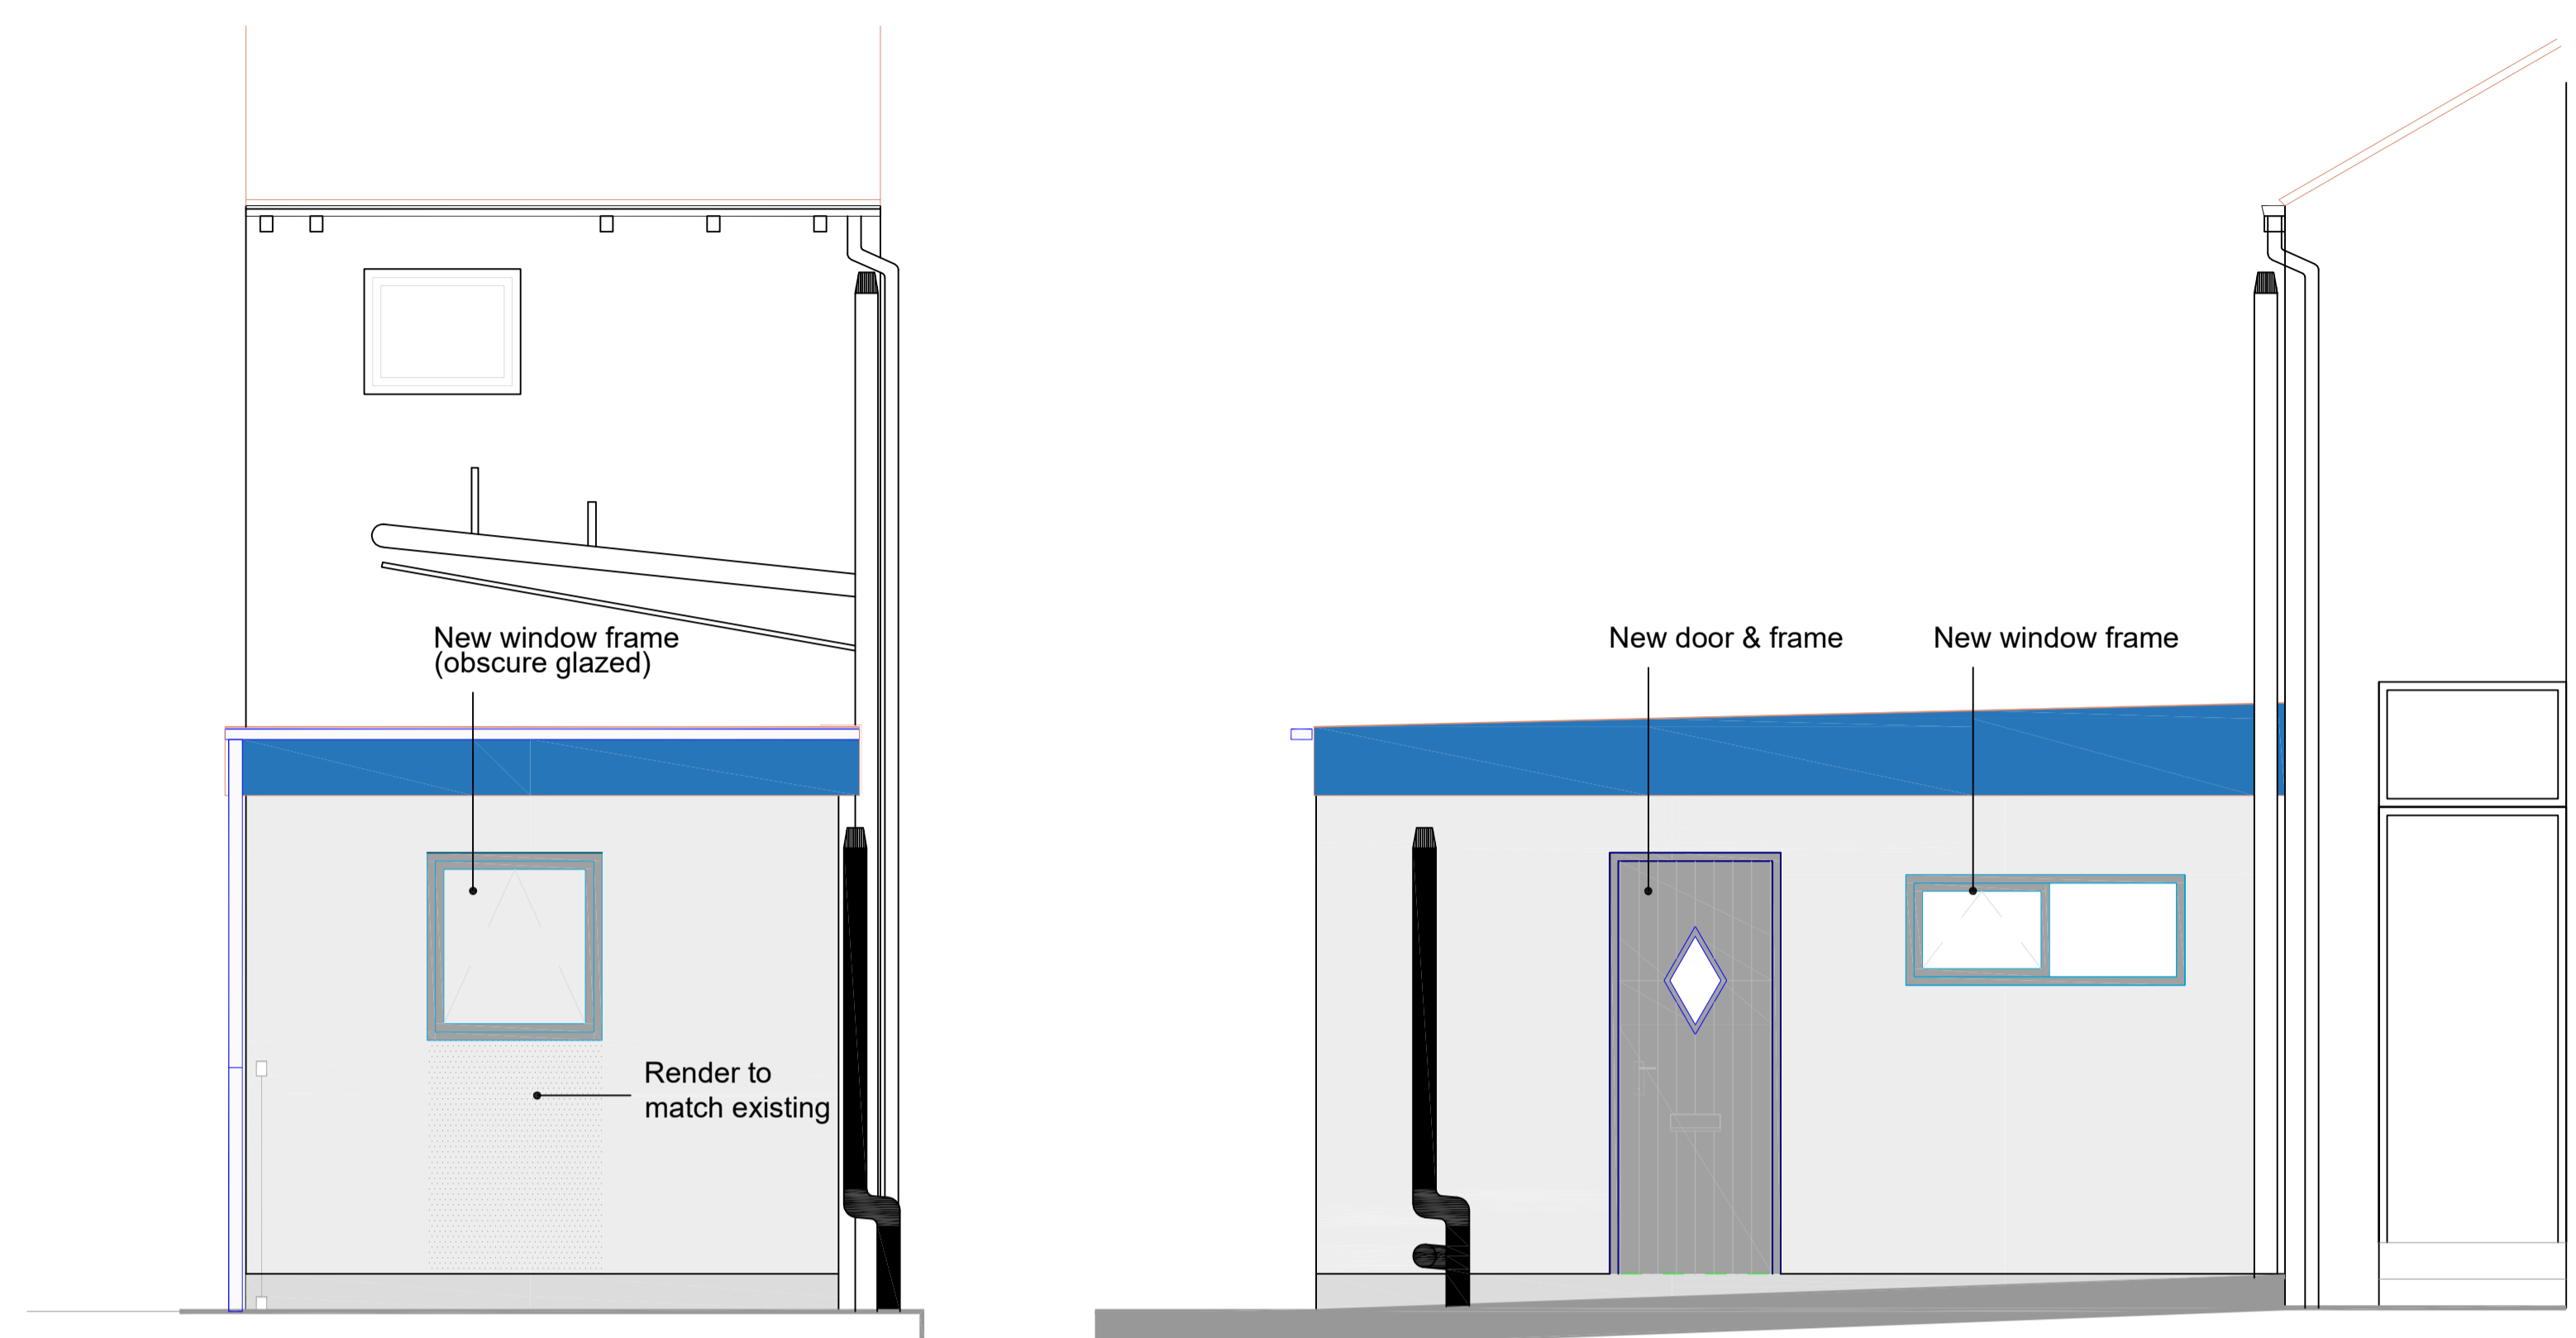 New window frame
(obscure glazed)
New door & frame
New window frame
Render to
match existing